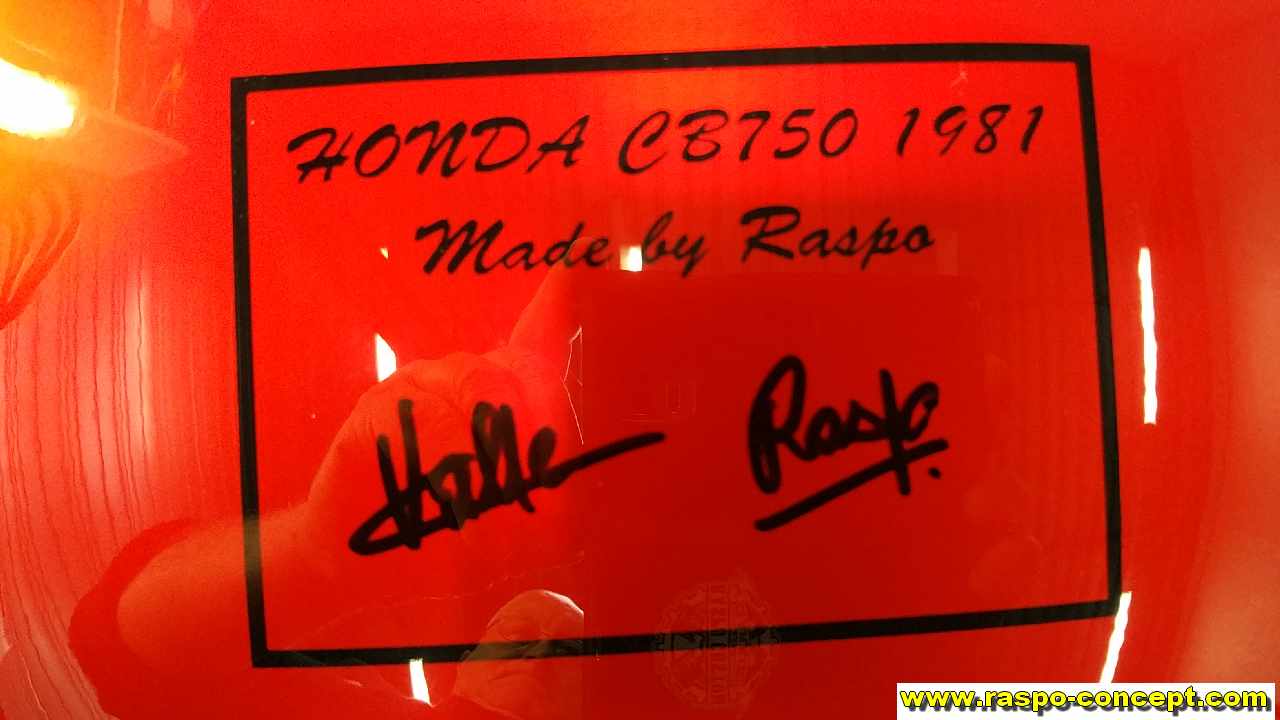 HONDA CB750 1981
Made by Raspo
Raspo
www.raspo-concept.com